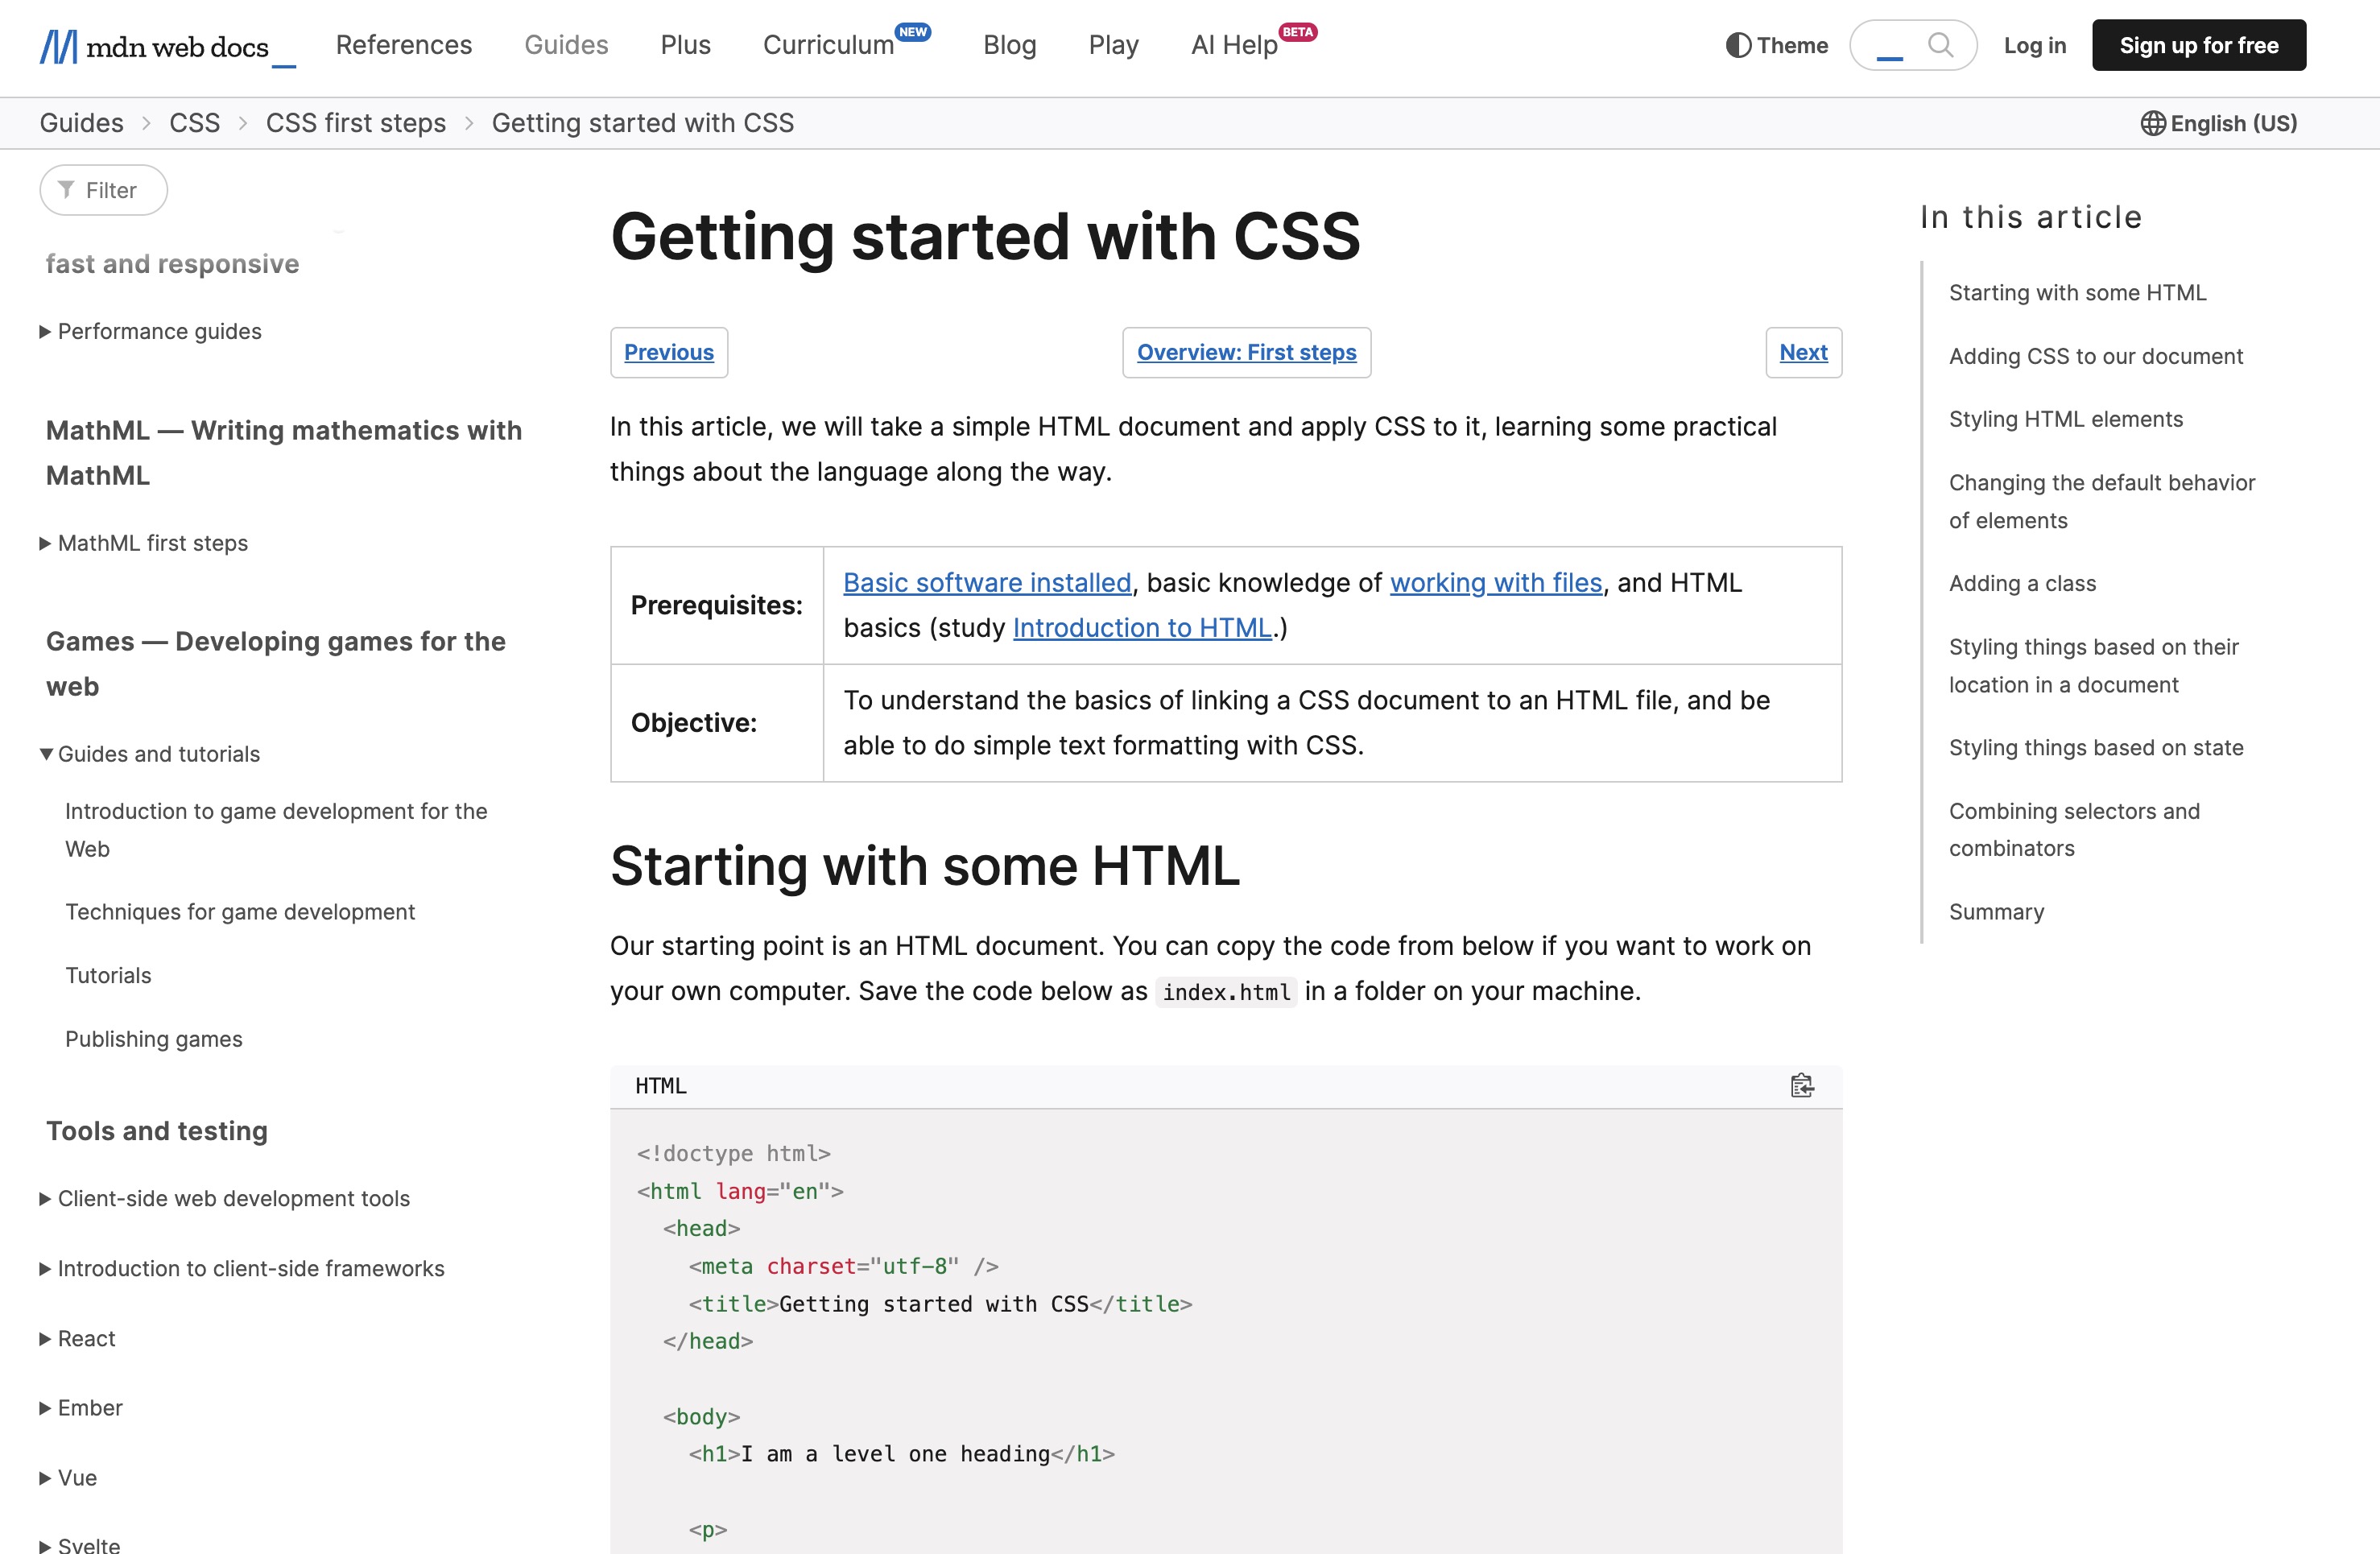 mdn web docs_
References
Guides
Plus
Curriculum NEW
Blog
Play
AI Help BETA
Theme
Log in
Sign up for free
Guides > CSS > CSS first steps > Getting started with CSS
English (US)
Filter
fast and responsive
Performance guides
MathML — Writing mathematics with
MathML
MathML first steps
Games — Developing games for the
web
Guides and tutorials
Introduction to game development for the
Web
Techniques for game development
Tutorials
Publishing games
Tools and testing
Client-side web development tools
Introduction to client-side frameworks
React
Ember
Vue
Svelte
Getting started with CSS
Previous
Overview: First steps
Next
In this article, we will take a simple HTML document and apply CSS to it, learning some practical
things about the language along the way.
Prerequisites:
Basic software installed, basic knowledge of working with files, and HTML
basics (study Introduction to HTML.)
Objective:
To understand the basics of linking a CSS document to an HTML file, and be
able to do simple text formatting with CSS.
Starting with some HTML
Our starting point is an HTML document. You can copy the code from below if you want to work on
your own computer. Save the code below as index.html in a folder on your machine.
HTML
<!doctype html>
<html lang="en">
<head>
<meta charset="utf-8" />
<title>Getting started with CSS</title>
</head>
<body>
<h1>I am a level one heading</h1>
<p>
In this article
Starting with some HTML
Adding CSS to our document
Styling HTML elements
Changing the default behavior
of elements
Adding a class
Styling things based on their
location in a document
Styling things based on state
Combining selectors and
combinators
Summary